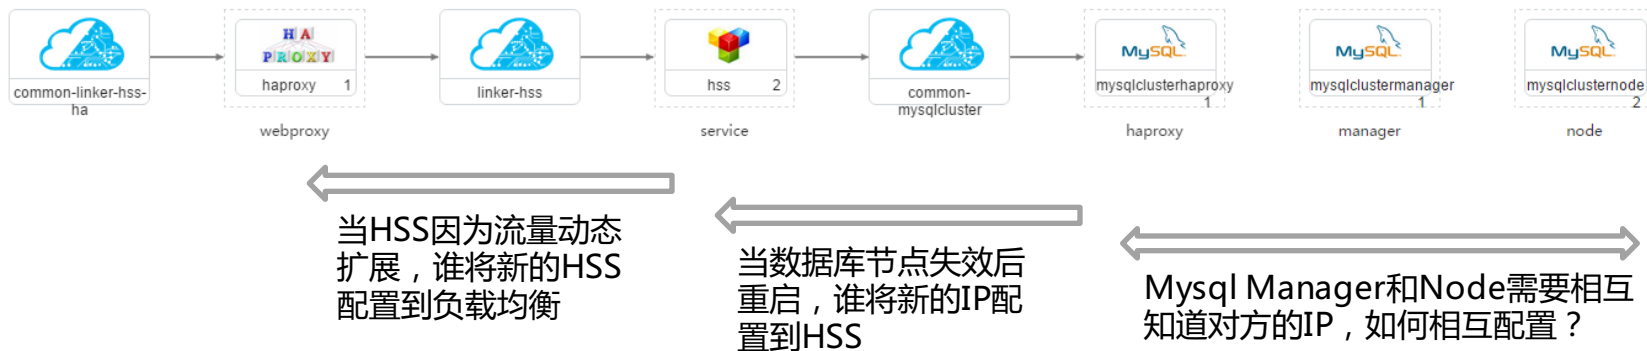 common-linker-hss-
ha
HA
PROXY
haproxy 1
webproxy
linker-hss
hss 2
service
common-
mysqlcluster
MySQL
mysqlclusterhaproxy
1
haproxy
MySQL
mysqlclustermanager
1
manager
MySQL
mysqlclusternode
2
node
当HSS因为流量动态
扩展，谁将新的HSS
配置到负载均衡
当数据库节点失效后
重启，谁将新的IP配
置到HSS
Mysql Manager和Node需要相互
知道对方的IP，如何相互配置？